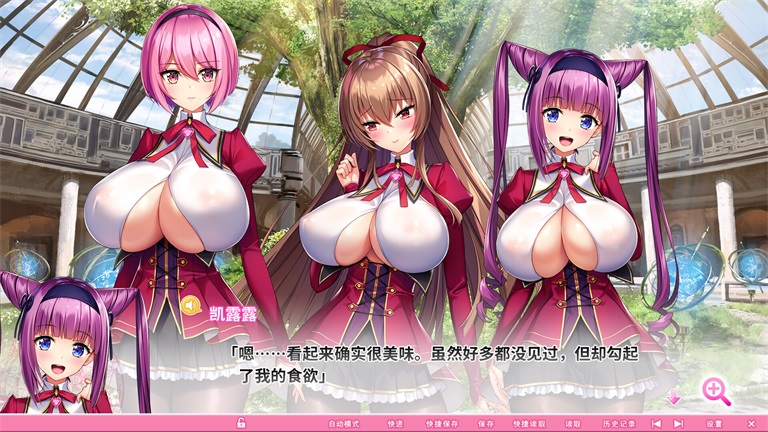 凯露露
「嗯……看起来确实很美味。虽然好多都没见过，但却勾起
了我的食欲」
自动模式 快进 快捷保存 保存 快捷读取 读取 历史记录 设置